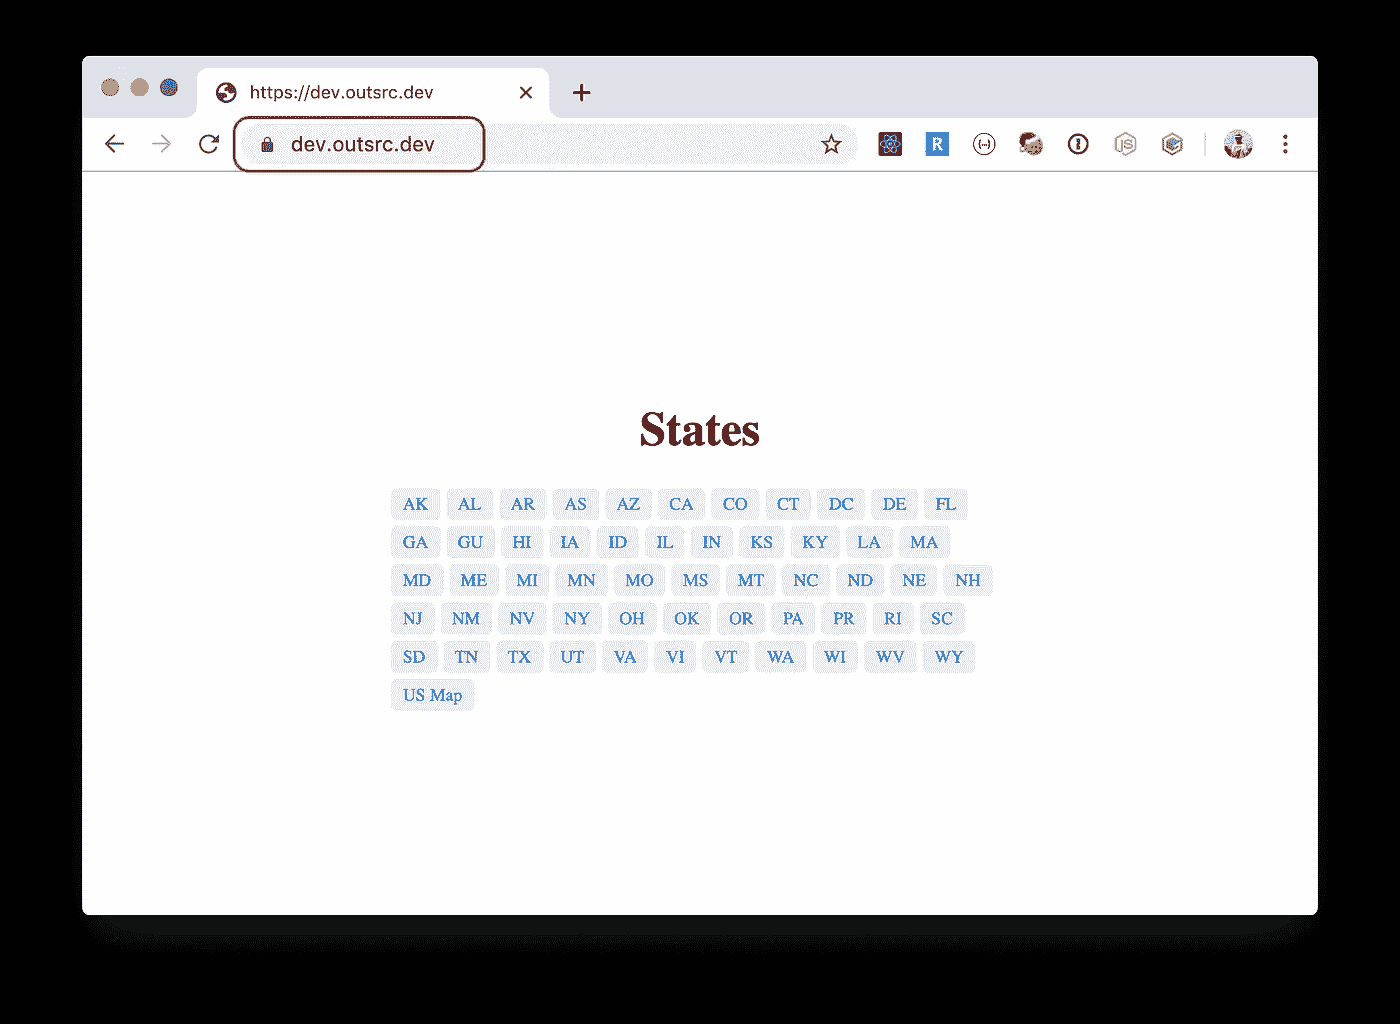 https://dev.outsrc.dev
dev.outsrc.dev
R
JS
States
AK AL AR AS AZ CA CO CT DC DE FL
GA GU HI IA ID IL IN KS KY LA MA
MD ME MI MN MO MS MT NC ND NE NH
NJ NM NV NY OH OK OR PA PR RI SC
SD TN TX UT VA VI VT WA WI WV WY
US Map